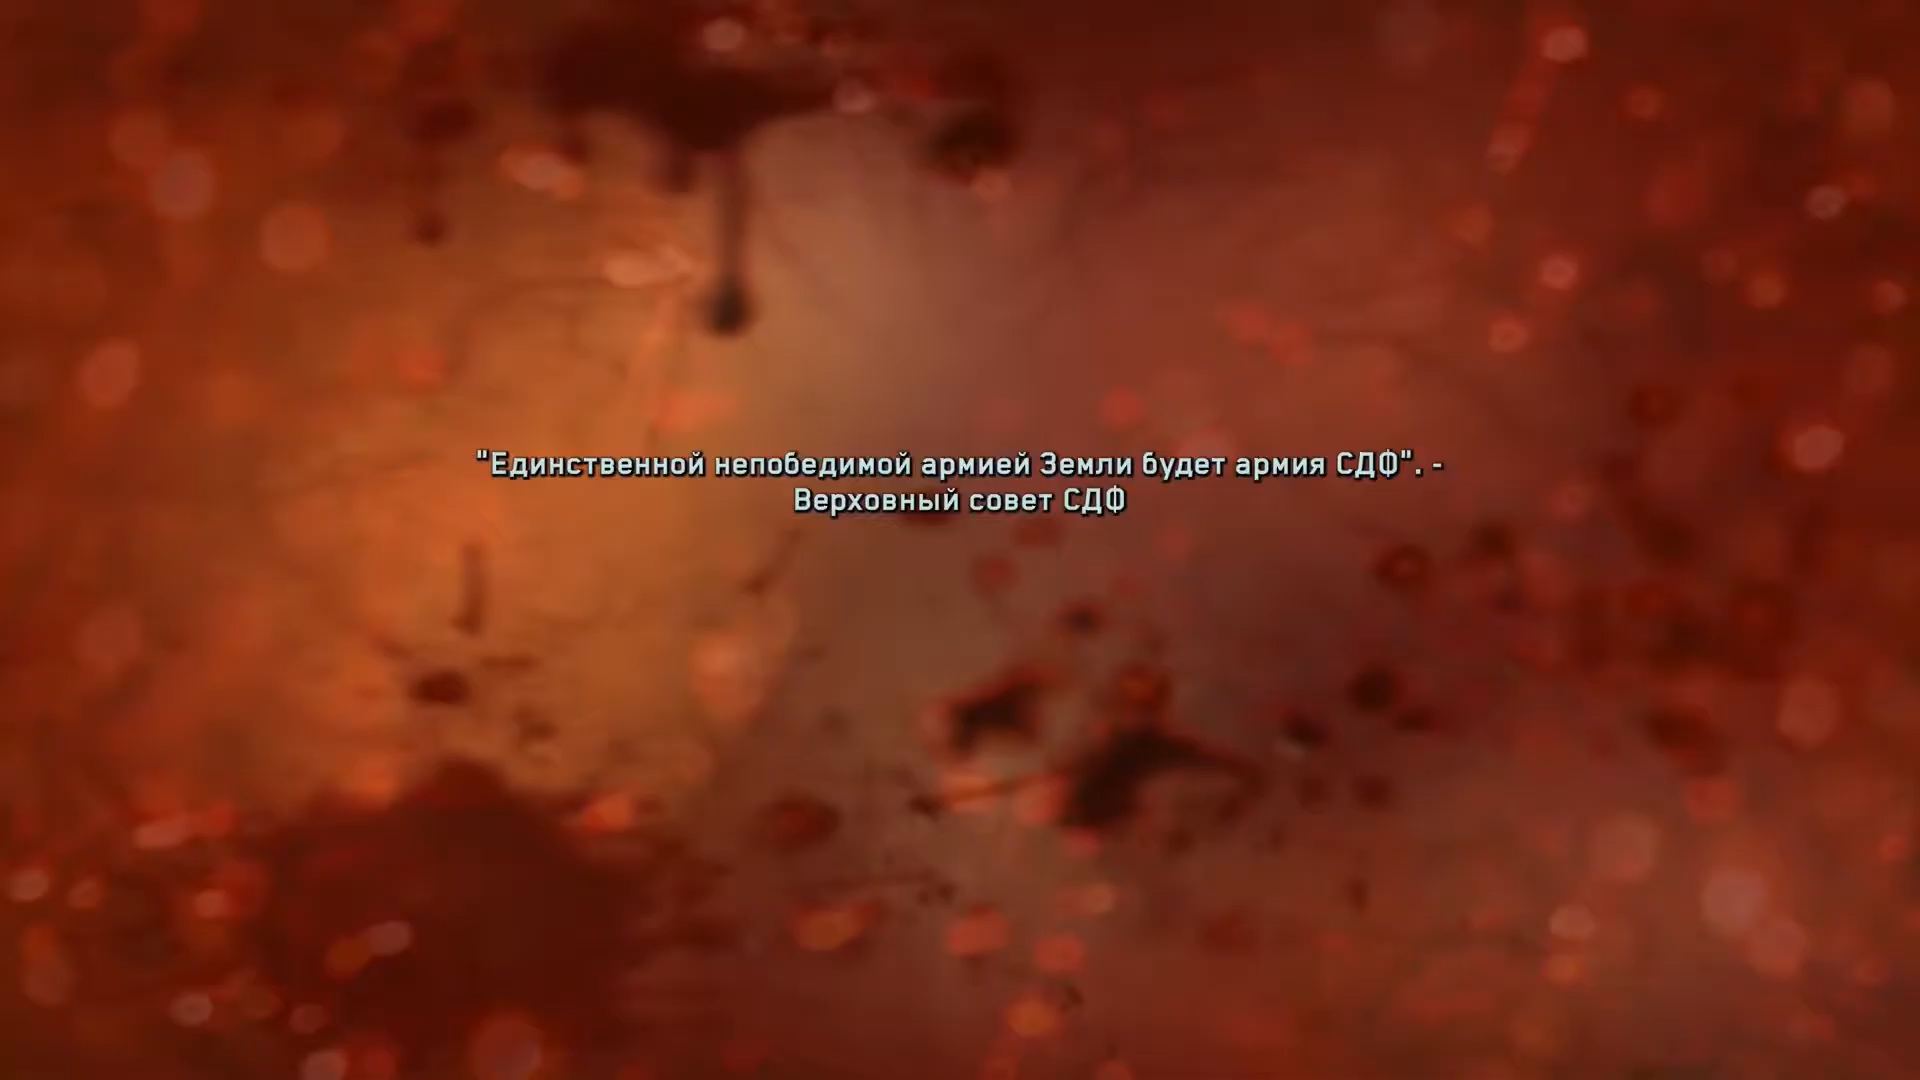 "Единственной непобедимой армией Земли будет армия СДФ". -
Верховный совет СДФ